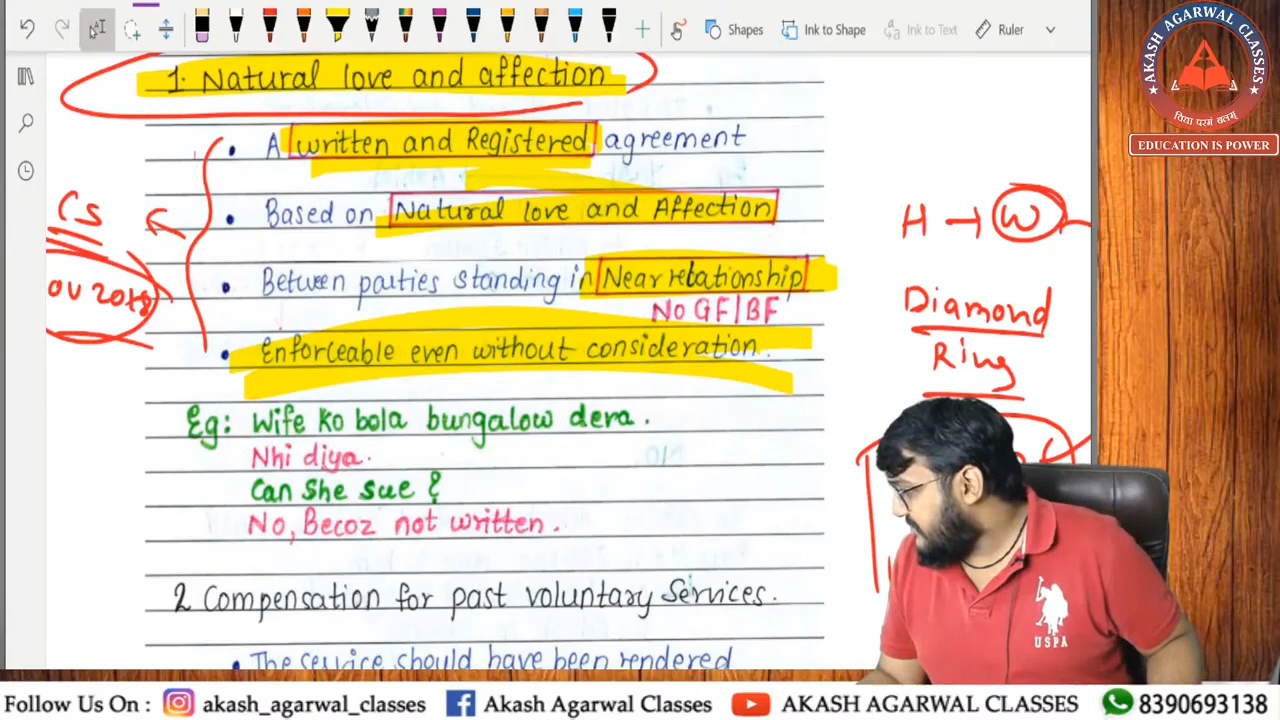 Shapes
Ink to Shape
Ink to Text
Ruler
AKASH AGARWAL CLASSES
विद्या परमं बलम्
EDUCATION IS POWER
1. Natural love and affection
• A written and Registered agreement
• Based on Natural love and Affection
• Between parties standing in Near relationship
No GF/BF
• Enforceable even without consideration.
Eg: Wife ko bola bungalow dera.
Nhi diya.
Can she sue ?
No, Becoz not written.
2 Compensation for past voluntary Services.
• The service should have been rendered
CS
OV 2018
H → W
Diamond
Ring
USPA
Follow Us On : akash_agarwal_classes Akash Agarwal Classes AKASH AGARWAL CLASSES 8390693138